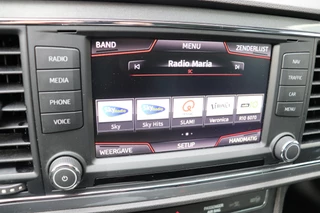 BAND MENU ZENDERLIJST
RADIO
MEDIA
PHONE
VOICE
Radio Maria
NAV
TRAFFIC
CAR
MENU
Sky Sky Hits SLAM! Veronica
WEERGAVE SETUP HANDMATIG